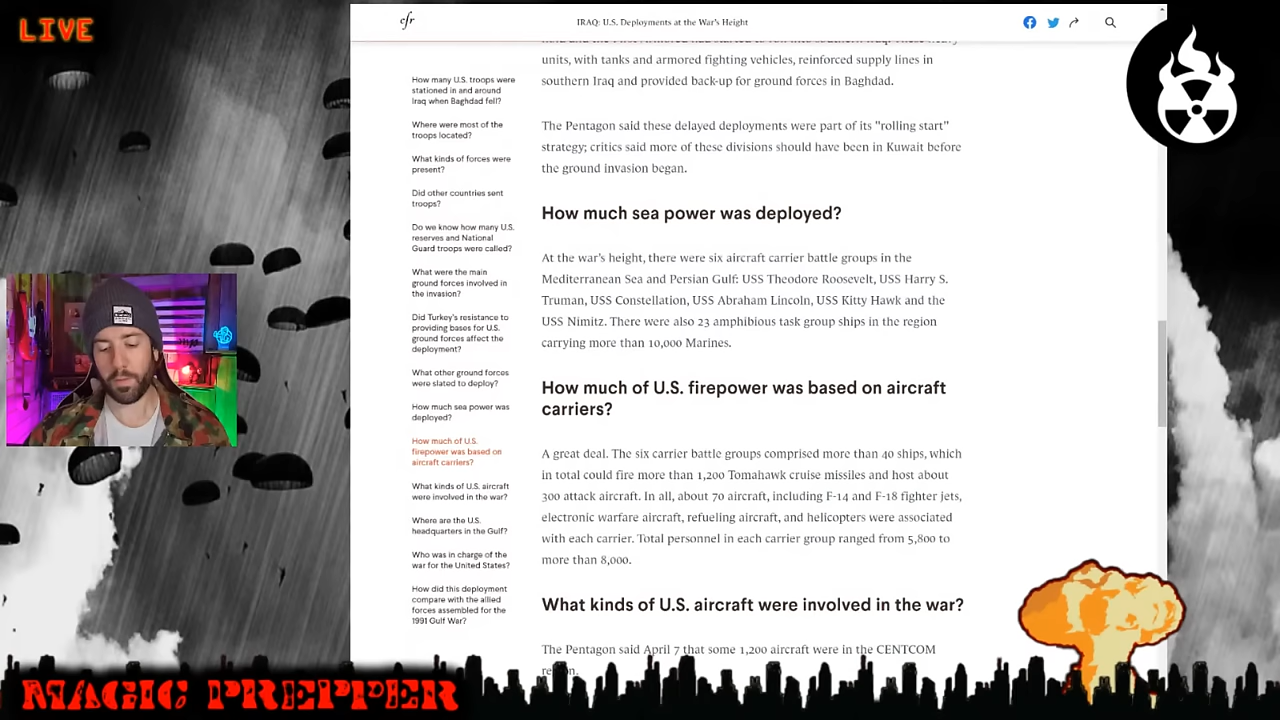 LIVE
cfr
IRAQ: U.S. Deployments at the War's Height
How many U.S. troops were
stationed in and around
Iraq when Baghdad fell?
Where were most of the
troops located?
What kinds of forces were
present?
Did other countries sent
troops?
Do we know how many U.S.
reserves and National
Guard troops were called?
What were the main
ground forces involved in
the invasion?
Did Turkey's resistance to
providing bases for U.S.
ground forces affect the
deployment?
What other ground forces
were slated to deploy?
How much sea power was
deployed?
How much of U.S.
firepower was based on
aircraft carriers?
What kinds of U.S. aircraft
were involved in the war?
Where are the U.S.
headquarters in the Gulf?
Who was in charge of the
war for the United States?
How did this deployment
compare with the allied
forces assembled for the
1991 Gulf War?
units, with tanks and armored fighting vehicles, reinforced supply lines in
southern Iraq and provided back-up for ground forces in Baghdad.
The Pentagon said these delayed deployments were part of its "rolling start"
strategy; critics said more of these divisions should have been in Kuwait before
the ground invasion began.
How much sea power was deployed?
At the war's height, there were six aircraft carrier battle groups in the
Mediterranean Sea and Persian Gulf: USS Theodore Roosevelt, USS Harry S.
Truman, USS Constellation, USS Abraham Lincoln, USS Kitty Hawk and the
USS Nimitz. There were also 23 amphibious task group ships in the region
carrying more than 10,000 Marines.
How much of U.S. firepower was based on aircraft
carriers?
A great deal. The six carrier battle groups comprised more than 40 ships, which
in total could fire more than 1,200 Tomahawk cruise missiles and host about
300 attack aircraft. In all, about 70 aircraft, including F-14 and F-18 fighter jets,
electronic warfare aircraft, refueling aircraft, and helicopters were associated
with each carrier. Total personnel in each carrier group ranged from 5,800 to
more than 8,000.
What kinds of U.S. aircraft were involved in the war?
The Pentagon said April 7 that some 1,200 aircraft were in the CENTCOM
region.
MAGIC PREPPER